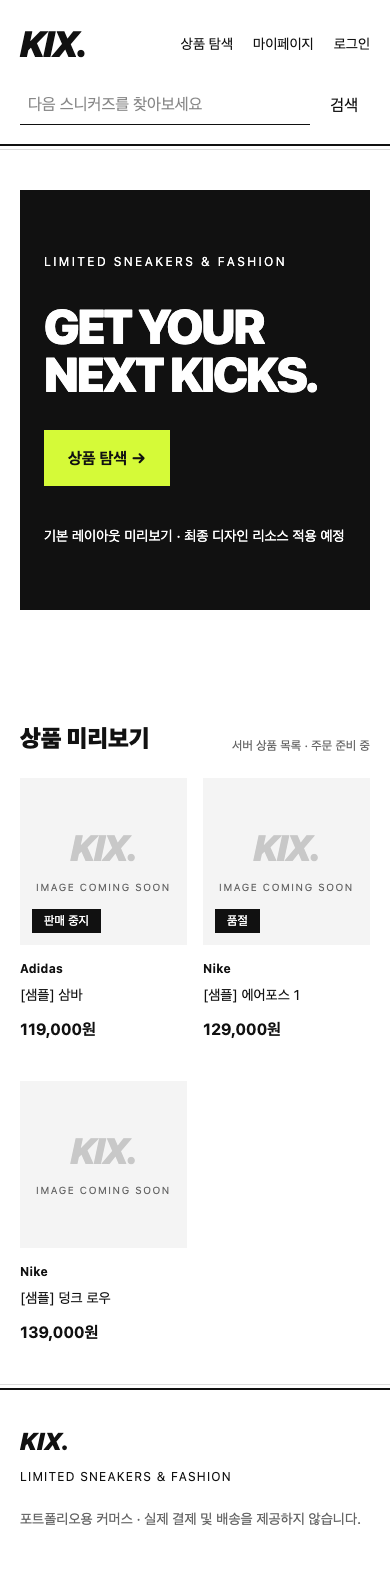 KIX.
상품 탐색 마이페이지 로그인
다음 스니커즈를 찾아보세요 검색
LIMITED SNEAKERS & FASHION
GET YOUR
NEXT KICKS.
상품 탐색 →
기본 레이아웃 미리보기 · 최종 디자인 리소스 적용 예정
상품 미리보기
서버 상품 목록 · 주문 준비 중
KIX.
IMAGE COMING SOON
판매 중지
Adidas
[샘플] 삼바
119,000원
KIX.
IMAGE COMING SOON
품절
Nike
[샘플] 에어포스 1
129,000원
KIX.
IMAGE COMING SOON
Nike
[샘플] 덩크 로우
139,000원
KIX.
LIMITED SNEAKERS & FASHION
포트폴리오용 커머스 · 실제 결제 및 배송을 제공하지 않습니다.